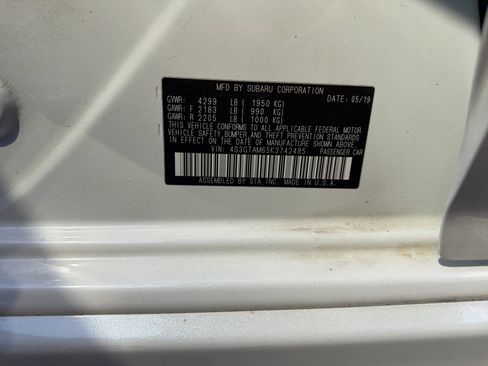 MFD BY SUBARU CORPORATION DATE: 05/19
GVWR: 4299 LB ( 1950 KG)
GAWR: F 2183 LB ( 990 KG)
GAWR: R 2205 LB ( 1000 KG)
THIS VEHICLE CONFORMS TO ALL APPLICABLE FEDERAL MOTOR
VEHICLE SAFETY, BUMPER, AND THEFT PREVENTION STANDARDS
IN EFFECT ON THE DATE OF MANUFACTURE SHOWN ABOVE.
VIN: 4S3GTAM65K3742485 PASSENGER CAR
ASSEMBLED BY SIA, INC. MADE IN U.S.A.